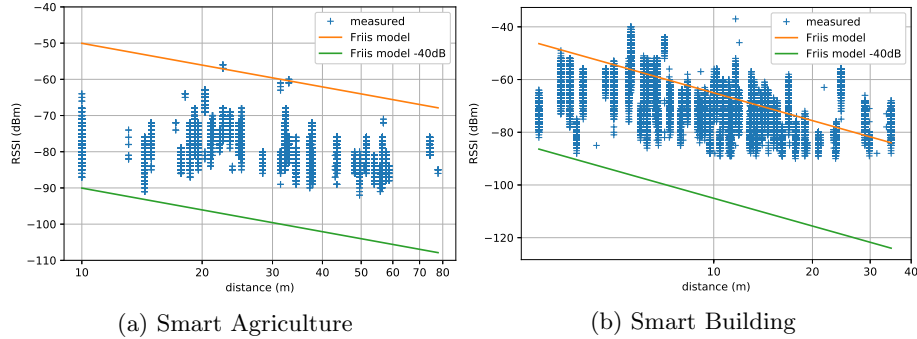 −40
−50
−60
−70
−80
−90
−100
−110
RSSI (dBm)
10
20
30
40
50
60
70
80
distance (m)
measured
Friis model
Friis model -40dB
(a) Smart Agriculture
−40
−60
−80
−100
−120
RSSI (dBm)
10
20
30
40
distance (m)
measured
Friis model
Friis model -40dB
(b) Smart Building